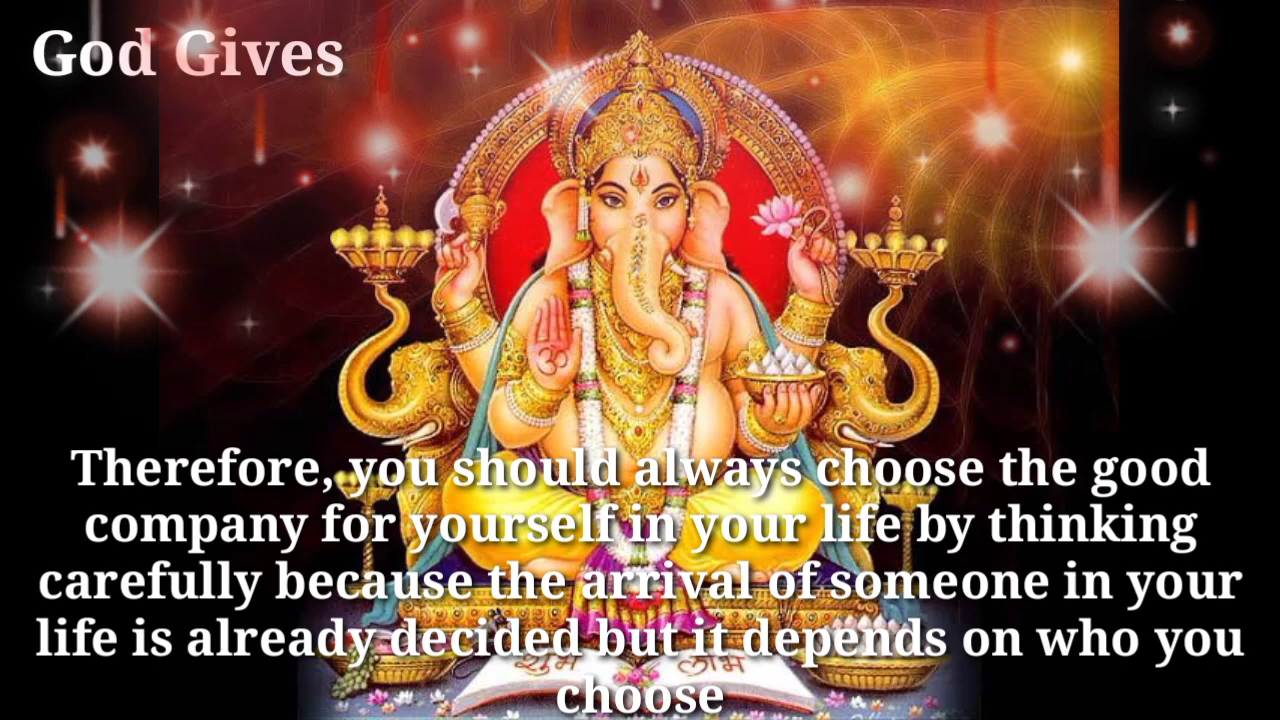 God Gives
ॐ
Therefore, you should always choose the good
company for yourself in your life by thinking
carefully because the arrival of someone in your
life is already decided but it depends on who you
शुभ लाभ
choose